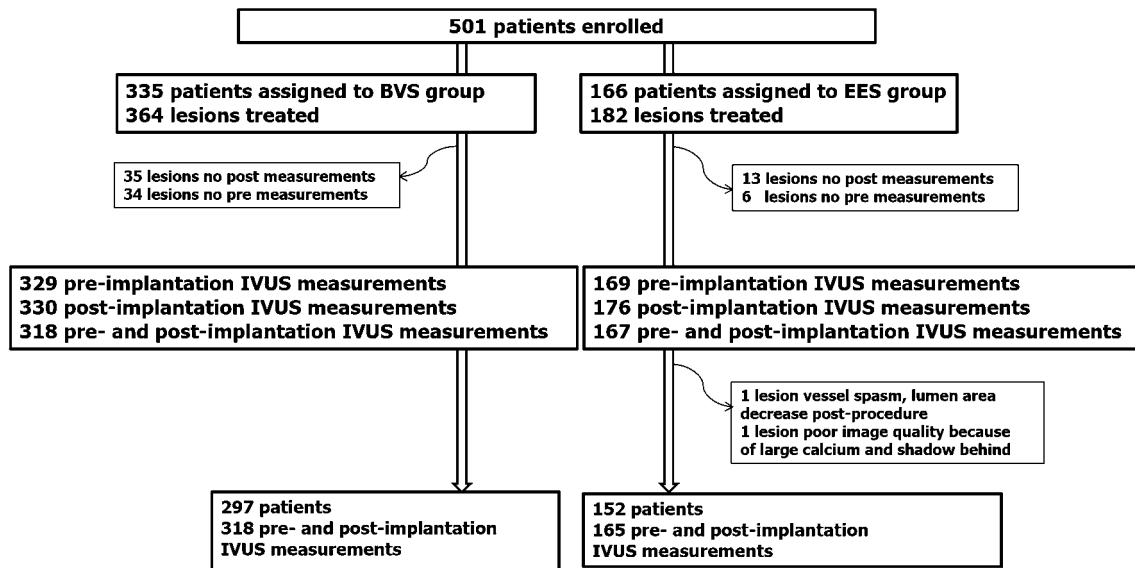 501 patients enrolled
335 patients assigned to BVS group
364 lesions treated
166 patients assigned to EES group
182 lesions treated
35 lesions no post measurements
34 lesions no pre measurements
13 lesions no post measurements
6 lesions no pre measurements
329 pre-implantation IVUS measurements
330 post-implantation IVUS measurements
318 pre- and post-implantation IVUS measurements
169 pre-implantation IVUS measurements
176 post-implantation IVUS measurements
167 pre- and post-implantation IVUS measurements
1 lesion vessel spasm, lumen area
decrease post-procedure
1 lesion poor image quality because
of large calcium and shadow behind
297 patients
318 pre- and post-implantation
IVUS measurements
152 patients
165 pre- and post-implantation
IVUS measurements